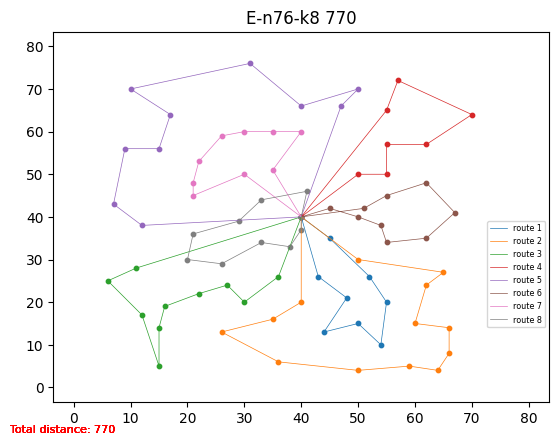 E-n76-k8 770
80
70
60
50
40
30
20
10
0
route 1
route 2
route 3
route 4
route 5
route 6
route 7
route 8
0 10 20 30 40 50 60 70 80
Total distance: 770